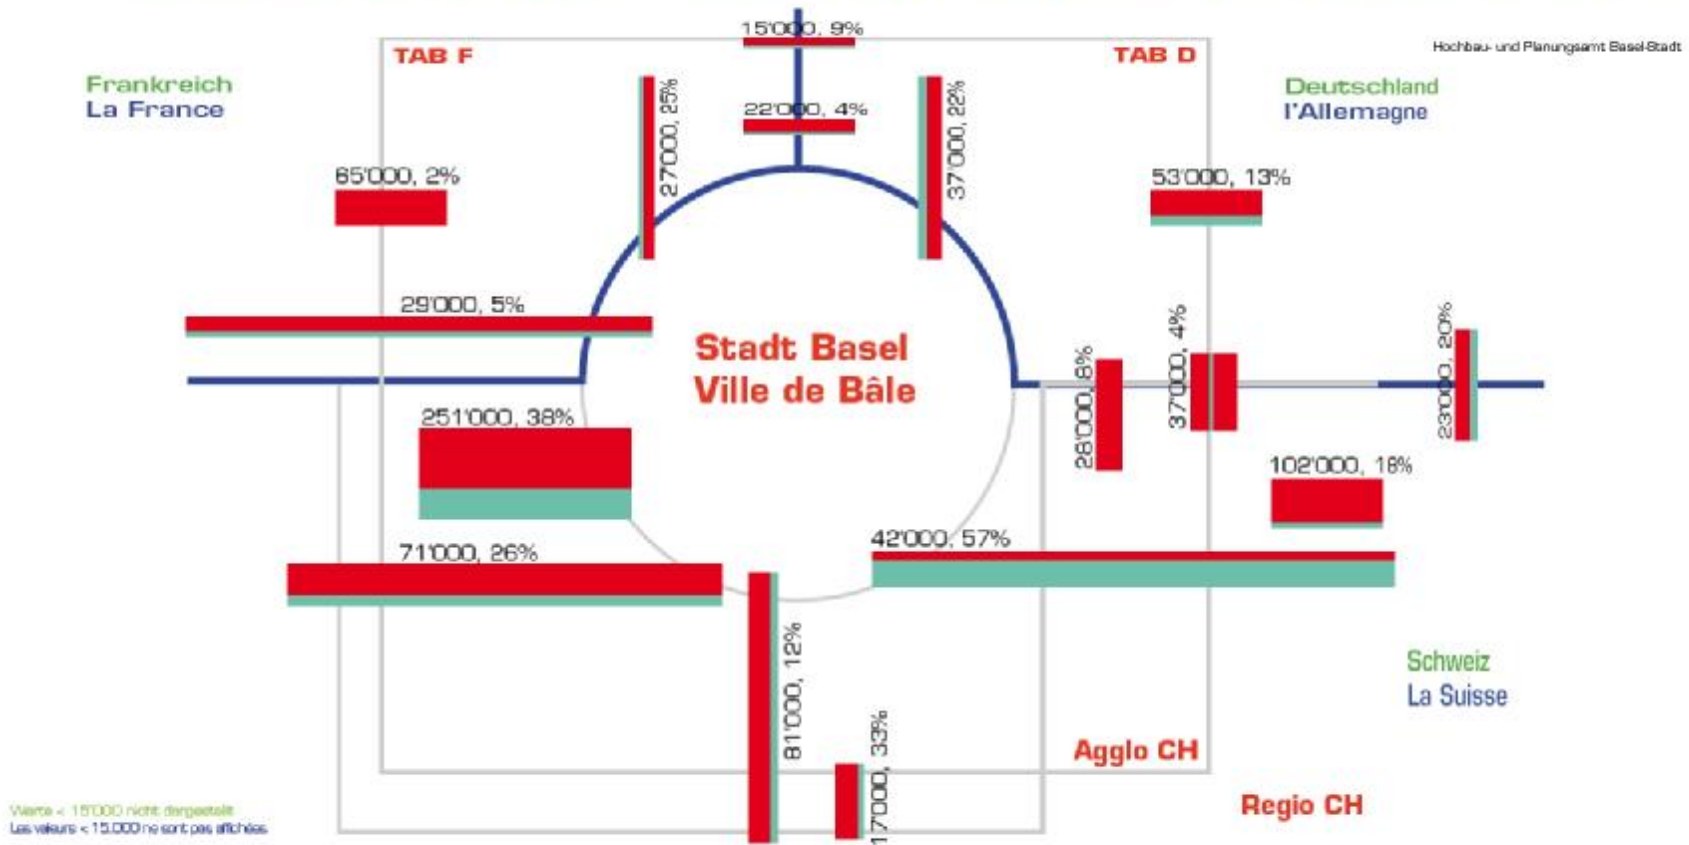 15'000, 9%
TAB F
TAB D
Hochbau- und Planungsamt Basel-Stadt
Frankreich
La France
Deutschland
l'Allemagne
27'000, 25%
22'000, 4%
37'000, 22%
65'000, 2%
53'000, 13%
29'000, 5%
Stadt Basel
Ville de Bâle
28'000, 8%
37'000, 4%
23'000, 20%
251'000, 38%
102'000, 18%
71'000, 26%
42'000, 57%
81'000, 12%
17'000, 33%
Schweiz
La Suisse
Agglo CH
Regio CH
Werte < 15'000 nicht dargestellt
Les valeurs < 15.000 ne sont pas affichées